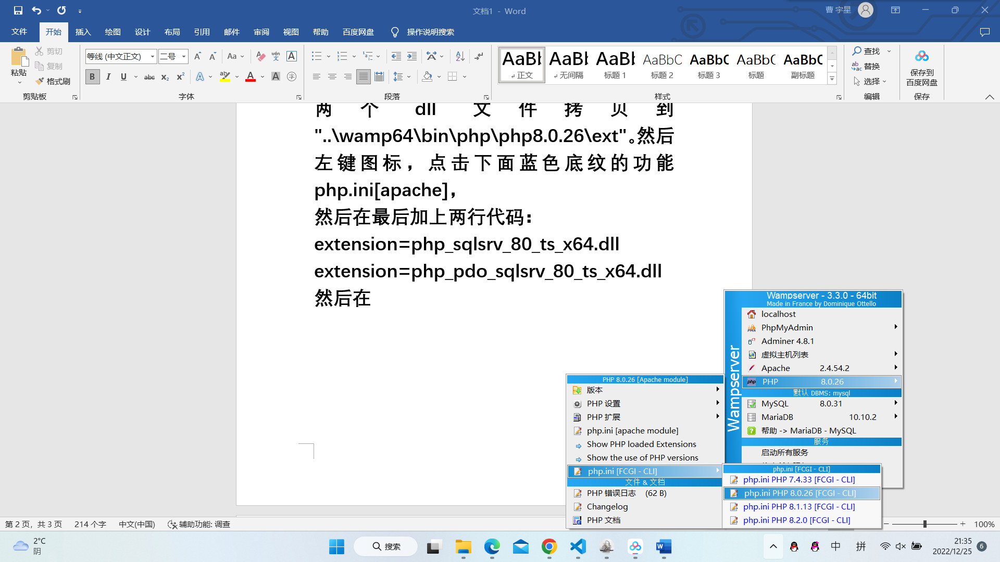 文档1 - Word
曹 宇星
文件 开始 插入 绘图 设计 布局 引用 邮件 审阅 视图 帮助 百度网盘 操作说明搜索
粘贴
剪切
复制
格式刷
剪贴板
等线 (中文正文) 二号
Aa
wén 文 A
B I U abc x₂ x² A ab A A 字
字体
段落
AaBl 正文
AaBl 无间隔
AaBl 标题 1
AaBbC 标题 2
AaBbC 标题 3
AaBbC 标题
AaBbC 副标题
样式
查找
替换
选择
编辑
保存到
百度网盘
保存
两个 dll 文件拷贝到
"..\wamp64\bin\php\php8.0.26\ext"。然后
左键图标，点击下面蓝色底纹的功能
php.ini[apache]，
然后在最后加上两行代码：
extension=php_sqlsrv_80_ts_x64.dll
extension=php_pdo_sqlsrv_80_ts_x64.dll
然后在
Wampserver
Wampserver - 3.3.0 - 64bit
Made in France by Dominique Ottello
localhost
PhpMyAdmin
Adminer 4.8.1
虚拟主机列表
Apache 2.4.54.2
PHP 8.0.26
默认 DBMS: mysql
MySQL 8.0.31
MariaDB 10.10.2
帮助 -> MariaDB - MySQL
服务
启动所有服务
PHP 8.0.26 [Apache module]
版本
PHP 设置
PHP 扩展
php.ini [apache module]
Show PHP loaded Extensions
Show the use of PHP versions
php.ini [FCGI - CLI]
文件 & 文档
PHP 错误日志 (62 B)
Changelog
PHP 文档
php.ini [FCGI - CLI]
php.ini PHP 7.4.33 [FCGI - CLI]
php.ini PHP 8.0.26 [FCGI - CLI]
php.ini PHP 8.1.13 [FCGI - CLI]
php.ini PHP 8.2.0 [FCGI - CLI]
第 2 页，共 3 页 214 个字 中文(中国) 辅助功能: 调查
100%
2°C
阴
搜索
中 拼
21:35
2022/12/25
6